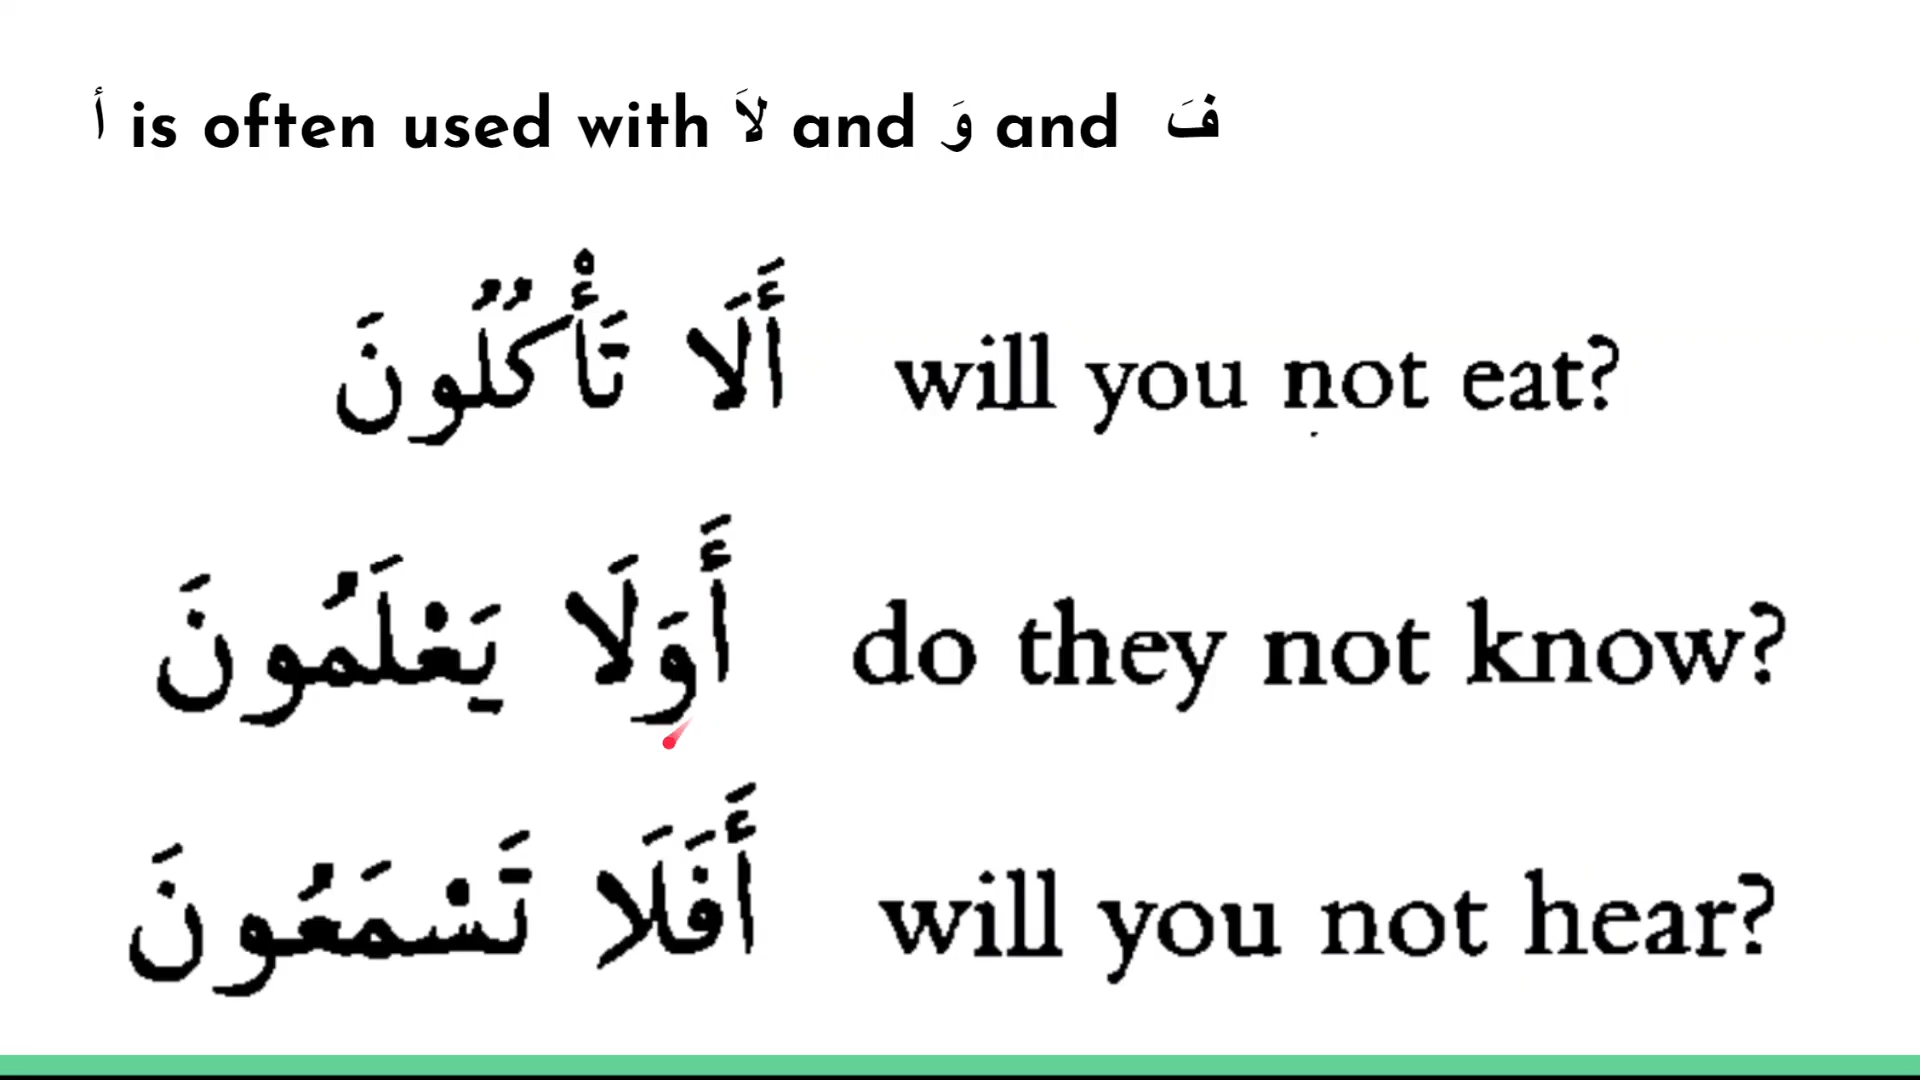 أ is often used with لاَ and وَ and فَ
أَلَا تَأْكُلُونَ will you not eat?
أَوَلَا يَعْلَمُونَ do they not know?
أَفَلَا تَسْمَعُونَ will you not hear?